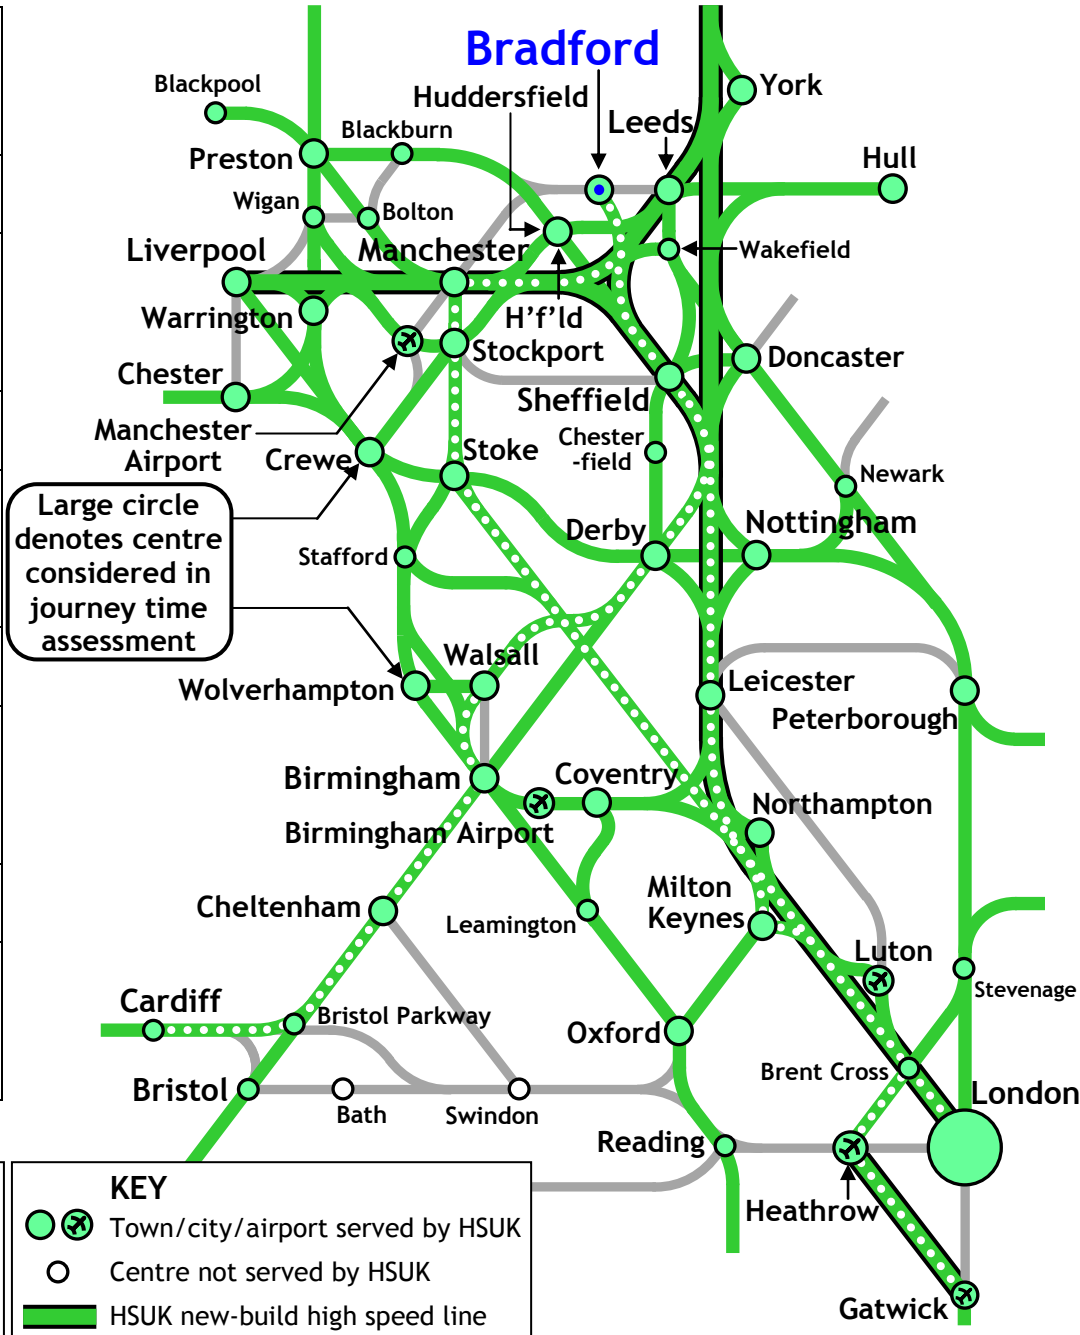 Bradford
York
Blackpool
Huddersfield
Leeds
Blackburn
Preston
Hull
Wigan
Bolton
Liverpool
Manchester
Wakefield
Warrington
H'f'ld
Stockport
Doncaster
Chester
Sheffield
Manchester
Airport
Crewe
Stoke
Chester
-field
Newark
Large circle
denotes centre
considered in
journey time
assessment
Derby
Nottingham
Stafford
Walsall
Wolverhampton
Leicester
Peterborough
Birmingham
Coventry
Northampton
Birmingham Airport
Milton
Keynes
Cheltenham
Leamington
Luton
Stevenage
Cardiff
Bristol Parkway
Oxford
Brent Cross
London
Bristol
Bath
Swindon
Reading
Heathrow
Gatwick
KEY
Town/city/airport served by HSUK
Centre not served by HSUK
HSUK new-build high speed line